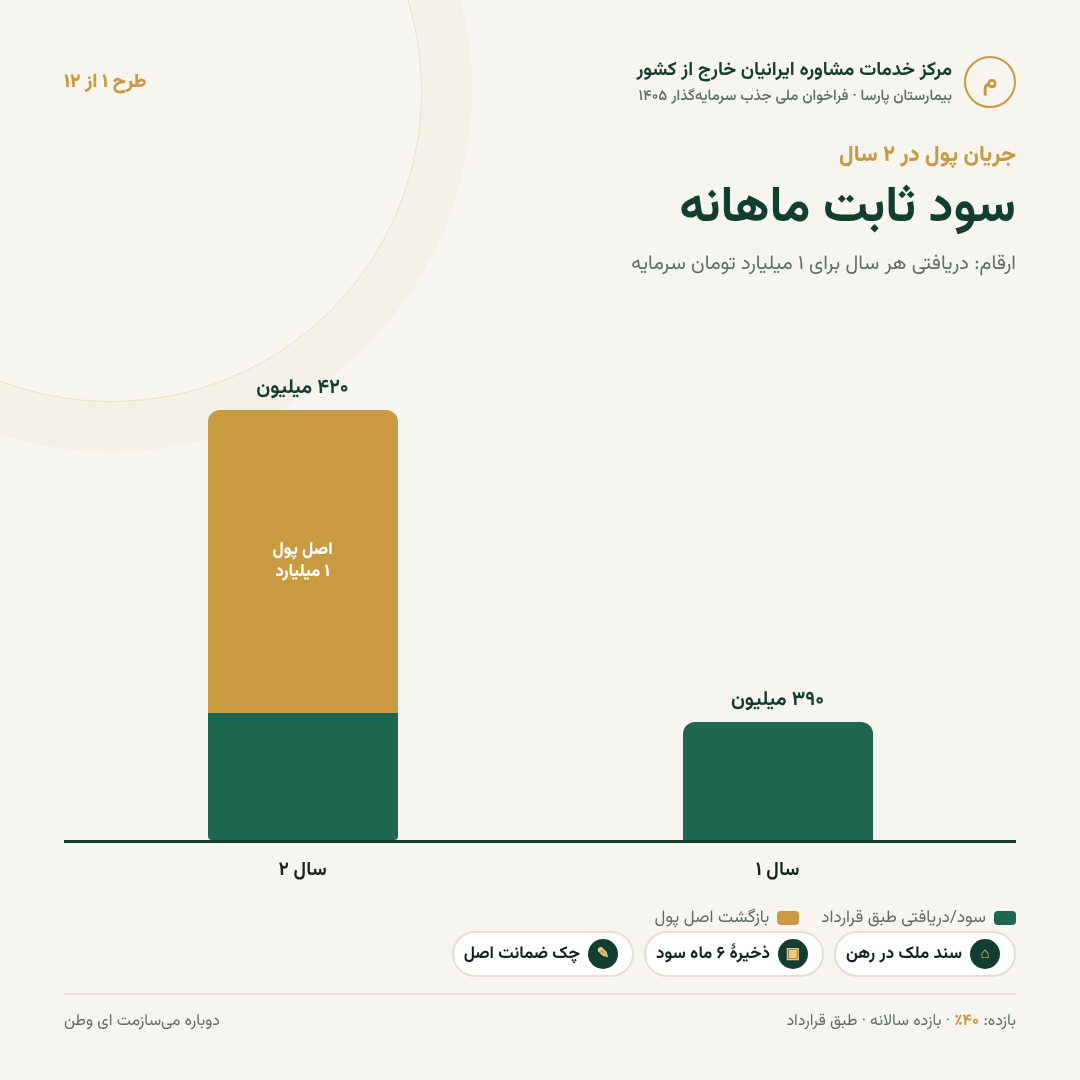 م
مرکز خدمات مشاوره ایرانیان خارج از کشور
بیمارستان پارسا · فراخوان ملی جذب سرمایه‌گذار ۱۴۰۵
طرح ۱ از ۱۲
جریان پول در ۲ سال
سود ثابت ماهانه
ارقام: دریافتی هر سال برای ۱ میلیارد تومان سرمایه
۳۹۰ میلیون
۴۲۰ میلیون
اصل پول
۱ میلیارد
سال ۱
سال ۲
سود/دریافتی طبق قرارداد
بازگشت اصل پول
سند ملک در رهن
ذخیرهٔ ۶ ماه سود
چک ضمانت اصل
بازده: ۴۰٪ · بازده سالانه · طبق قرارداد
دوباره می‌سازمت ای وطن